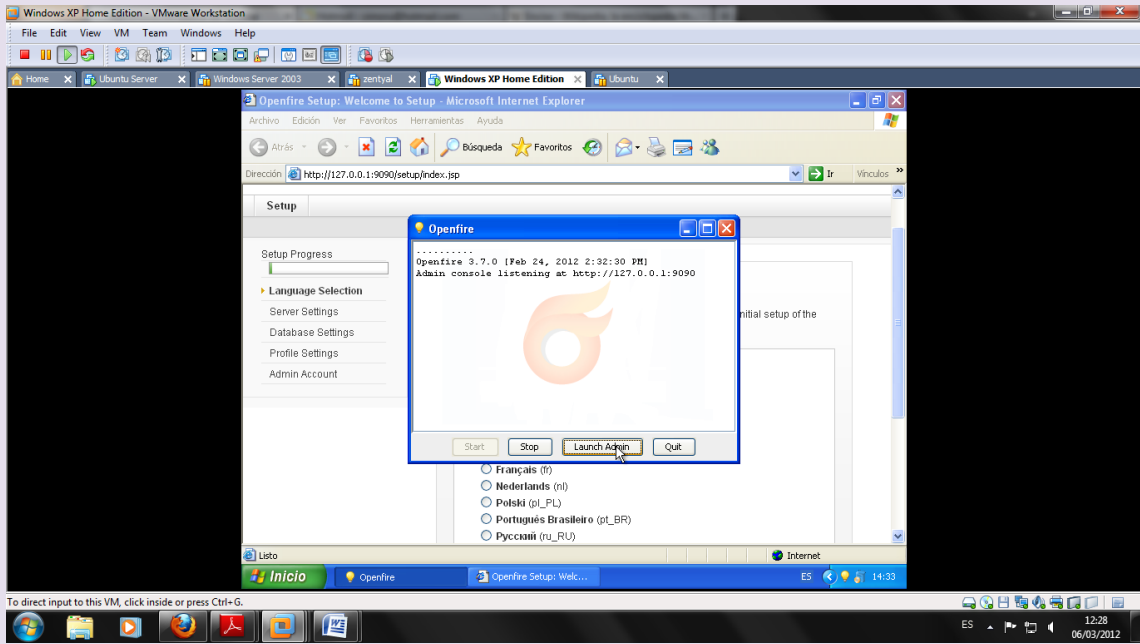 Windows XP Home Edition - VMware Workstation
File Edit View VM Team Windows Help
Home Ubuntu Server Windows Server 2003 zentyal Windows XP Home Edition Ubuntu
Openfire Setup: Welcome to Setup - Microsoft Internet Explorer
Archivo Edición Ver Favoritos Herramientas Ayuda
Atrás Búsqueda Favoritos
Dirección http://127.0.0.1:9090/setup/index.jsp Ir Vínculos »
Setup
Setup Progress
Language Selection
Server Settings
Database Settings
Profile Settings
Admin Account
nitial setup of the
Openfire
..........
Openfire 3.7.0 [Feb 24, 2012 2:32:30 PM]
Admin console listening at http://127.0.0.1:9090
Start Stop Launch Admin Quit
Français (fr)
Nederlands (nl)
Polski (pl_PL)
Português Brasileiro (pt_BR)
Русский (ru_RU)
Listo Internet
Inicio Openfire Openfire Setup: Welc... ES 14:33
To direct input to this VM, click inside or press Ctrl+G.
ES 12:28
06/03/2012